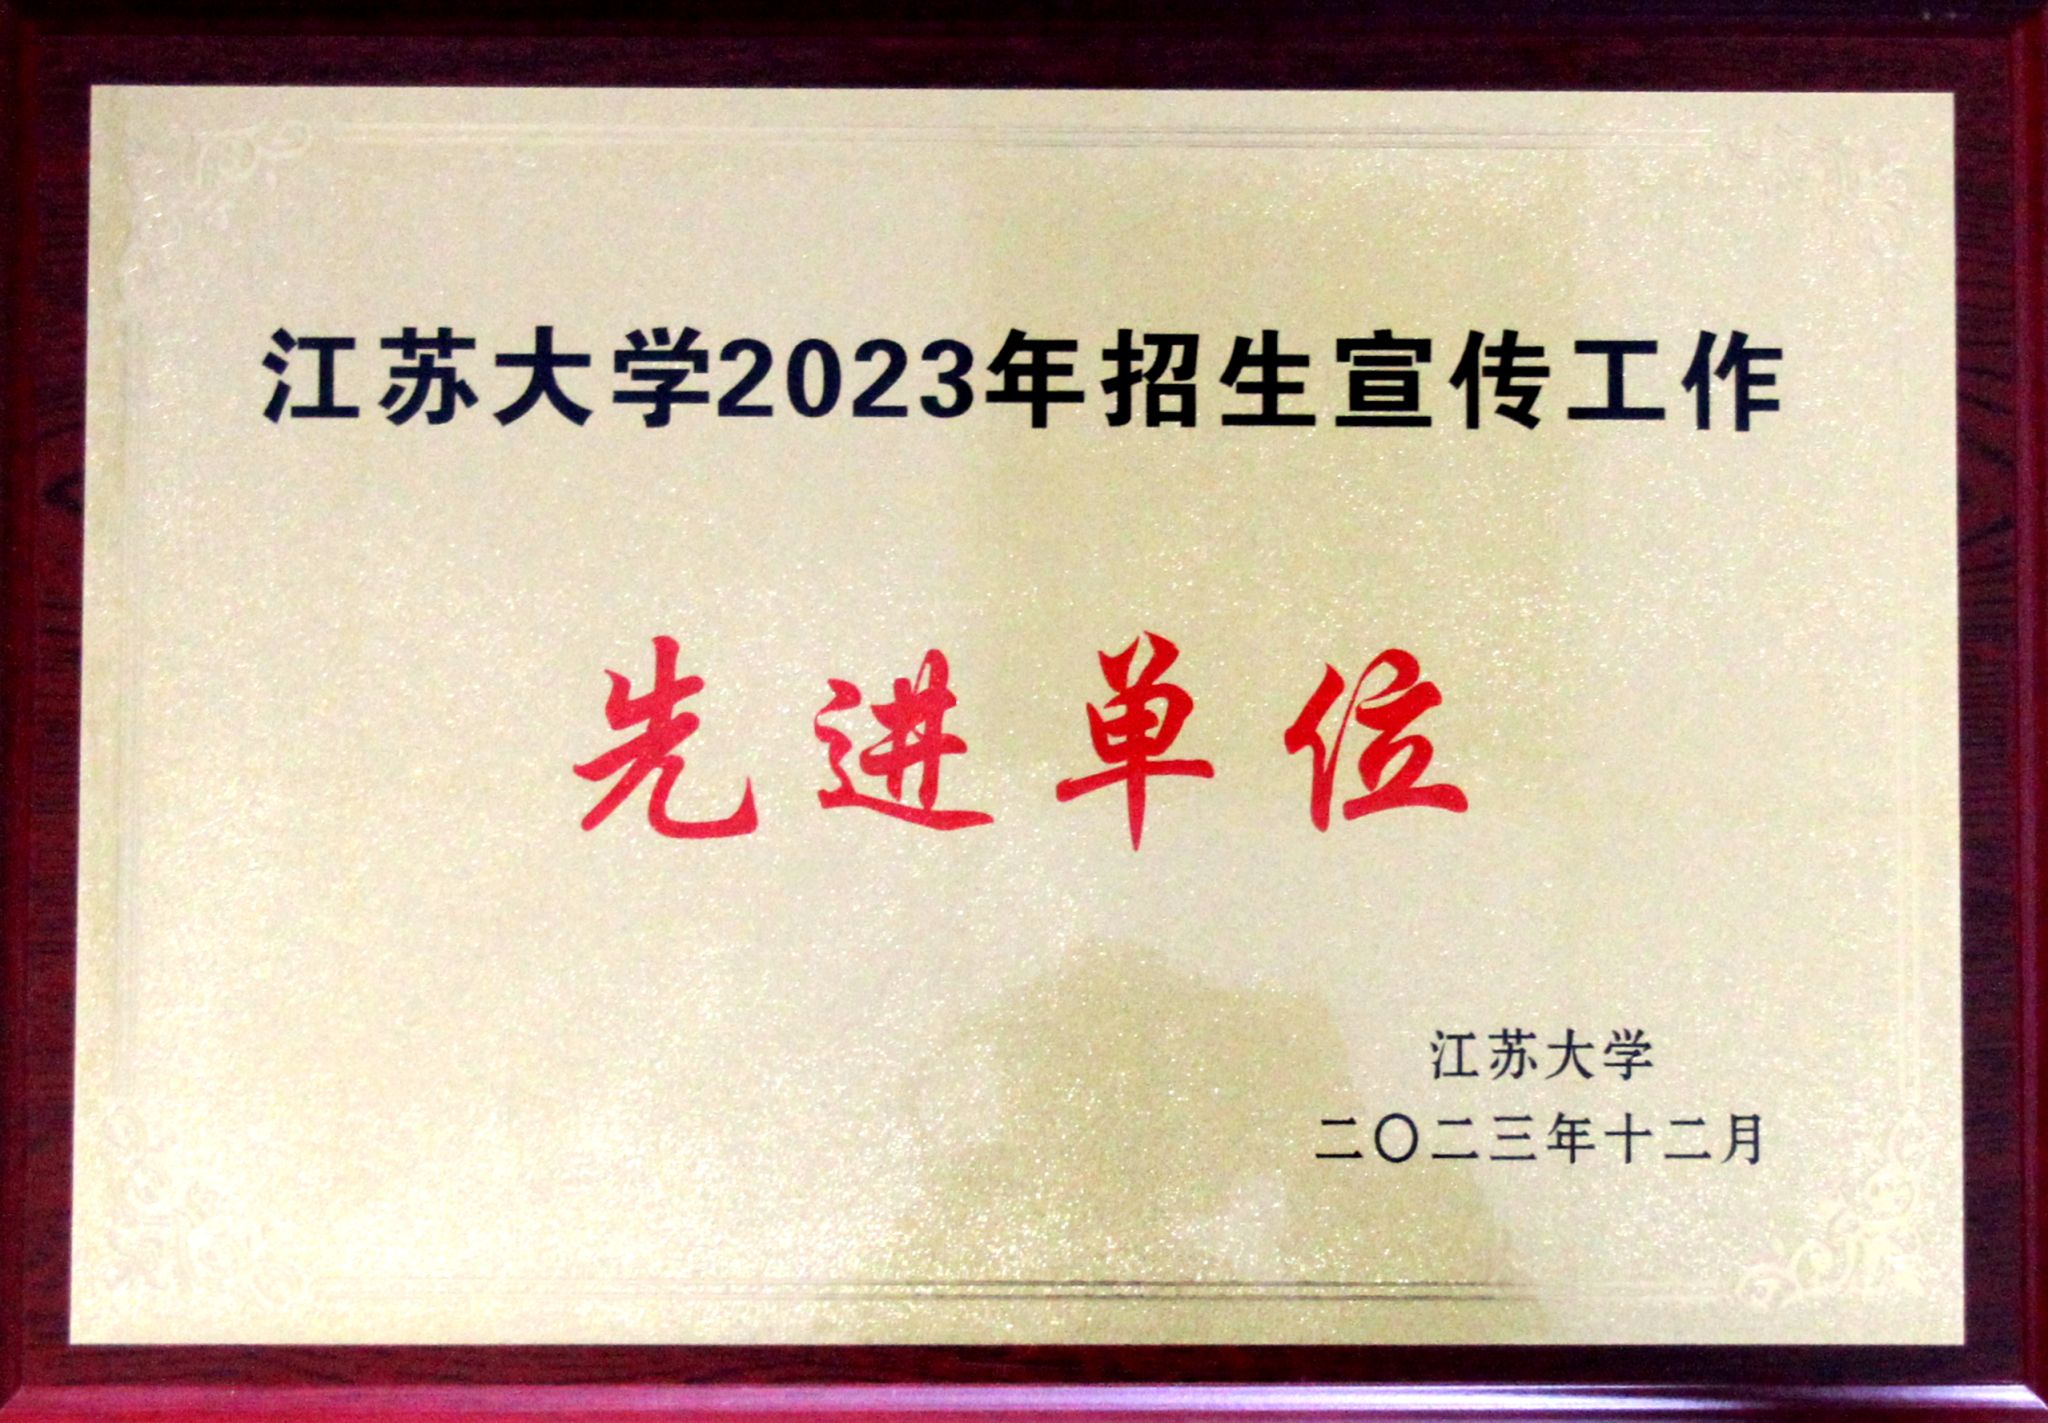 江苏大学2023年招生宣传工作
先进单位
江苏大学
二〇二三年十二月